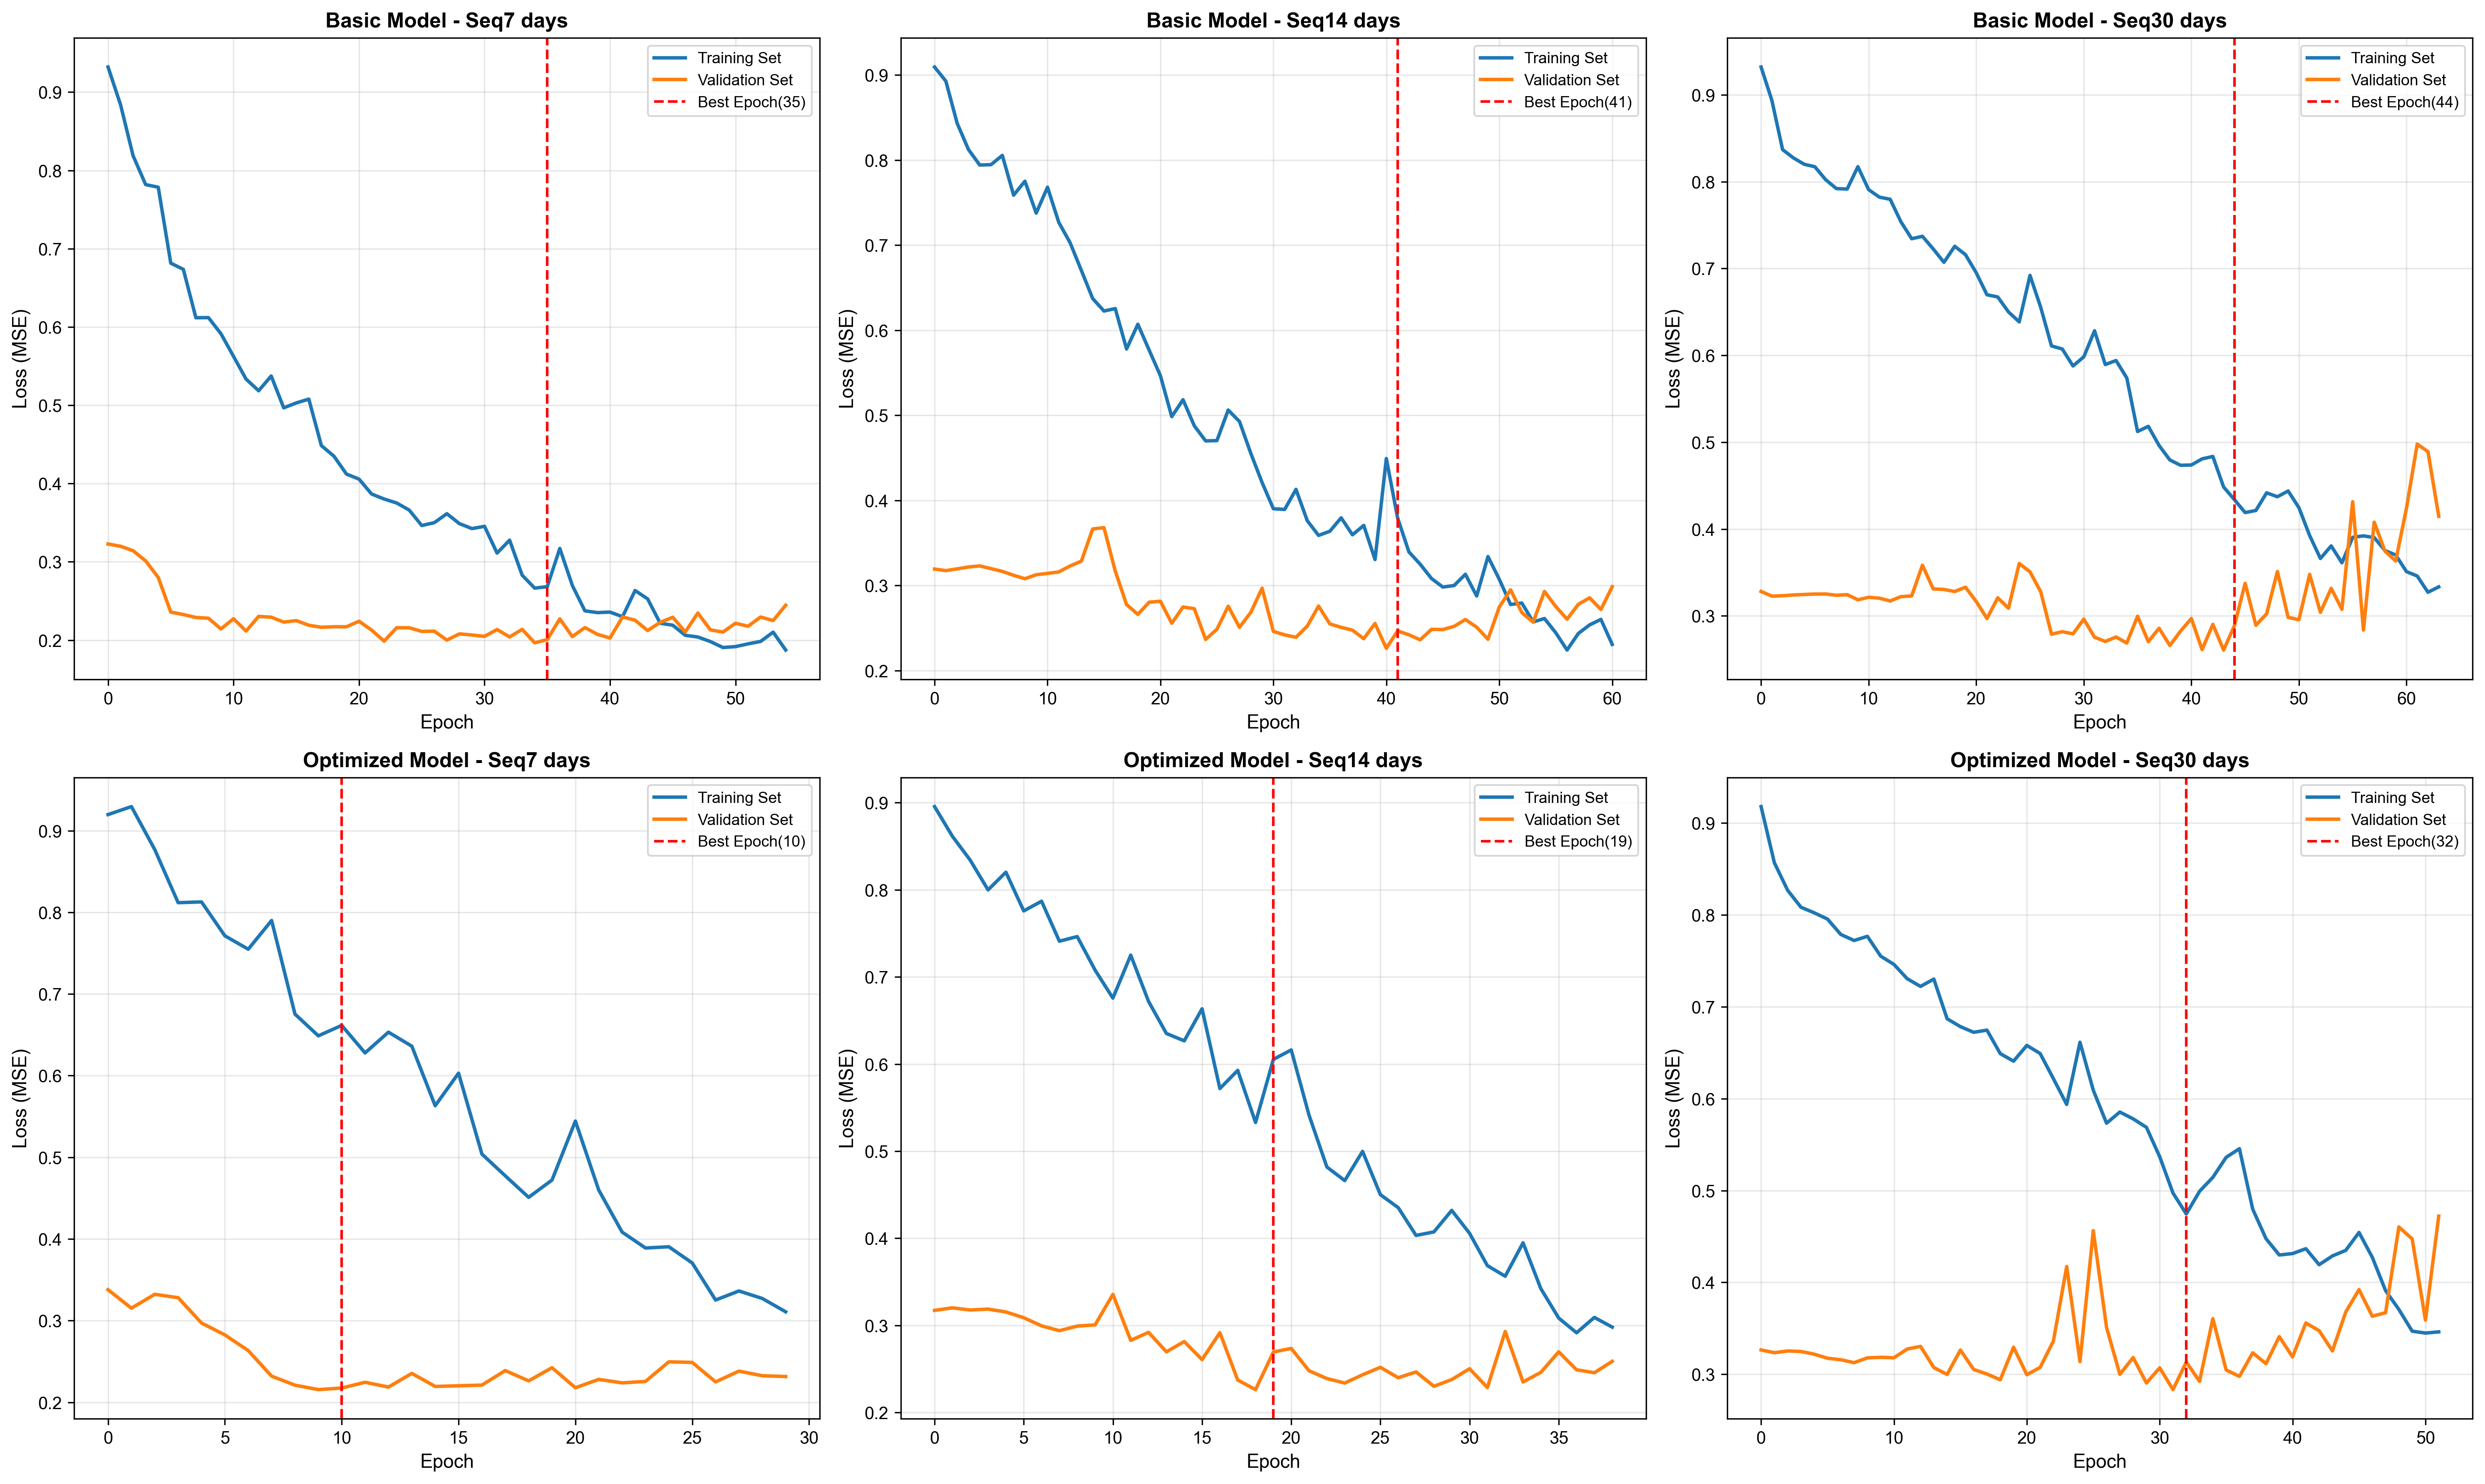 Basic Model - Seq7 days
Training Set
Validation Set
Best Epoch(35)
Loss (MSE)
0.9
0.8
0.7
0.6
0.5
0.4
0.3
0.2
0 10 20 30 40 50
Epoch
Basic Model - Seq14 days
Training Set
Validation Set
Best Epoch(41)
Loss (MSE)
0.9
0.8
0.7
0.6
0.5
0.4
0.3
0.2
0 10 20 30 40 50 60
Epoch
Basic Model - Seq30 days
Training Set
Validation Set
Best Epoch(44)
Loss (MSE)
0.9
0.8
0.7
0.6
0.5
0.4
0.3
0 10 20 30 40 50 60
Epoch
Optimized Model - Seq7 days
Training Set
Validation Set
Best Epoch(10)
Loss (MSE)
0.9
0.8
0.7
0.6
0.5
0.4
0.3
0.2
0 5 10 15 20 25 30
Epoch
Optimized Model - Seq14 days
Training Set
Validation Set
Best Epoch(19)
Loss (MSE)
0.9
0.8
0.7
0.6
0.5
0.4
0.3
0.2
0 5 10 15 20 25 30 35
Epoch
Optimized Model - Seq30 days
Training Set
Validation Set
Best Epoch(32)
Loss (MSE)
0.9
0.8
0.7
0.6
0.5
0.4
0.3
0 10 20 30 40 50
Epoch